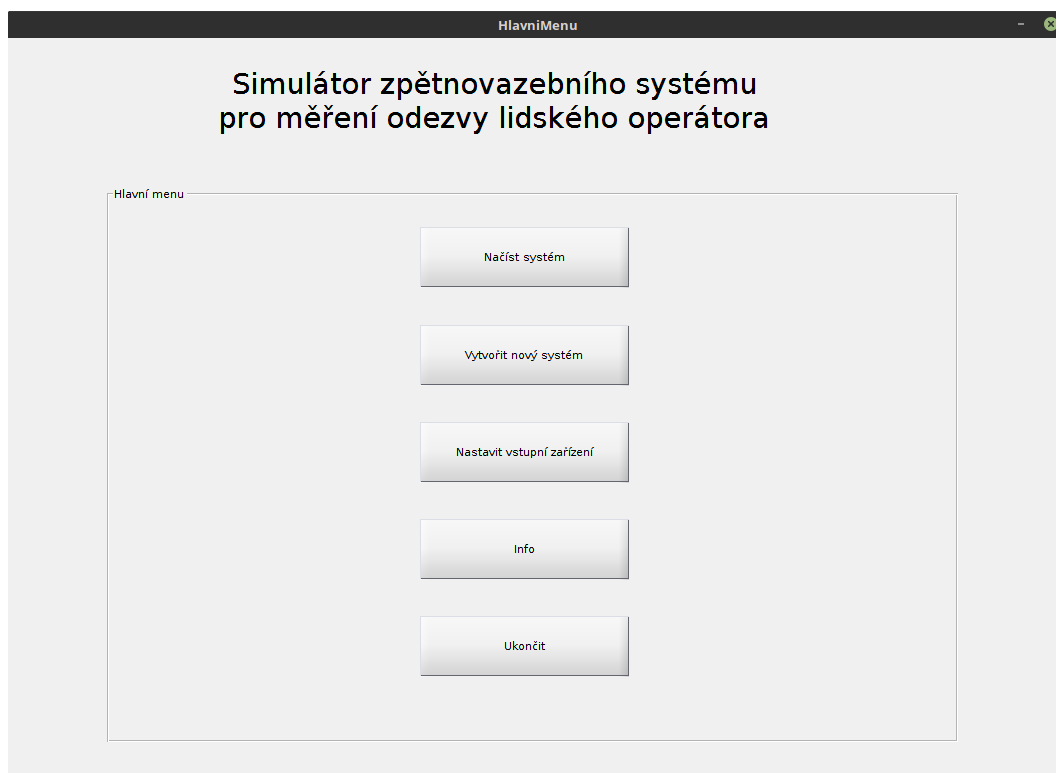 HlavniMenu
Simulátor zpětnovazebního systému
pro měření odezvy lidského operátora
Hlavní menu
Načíst systém
Vytvořit nový systém
Nastavit vstupní zařízení
Info
Ukončit